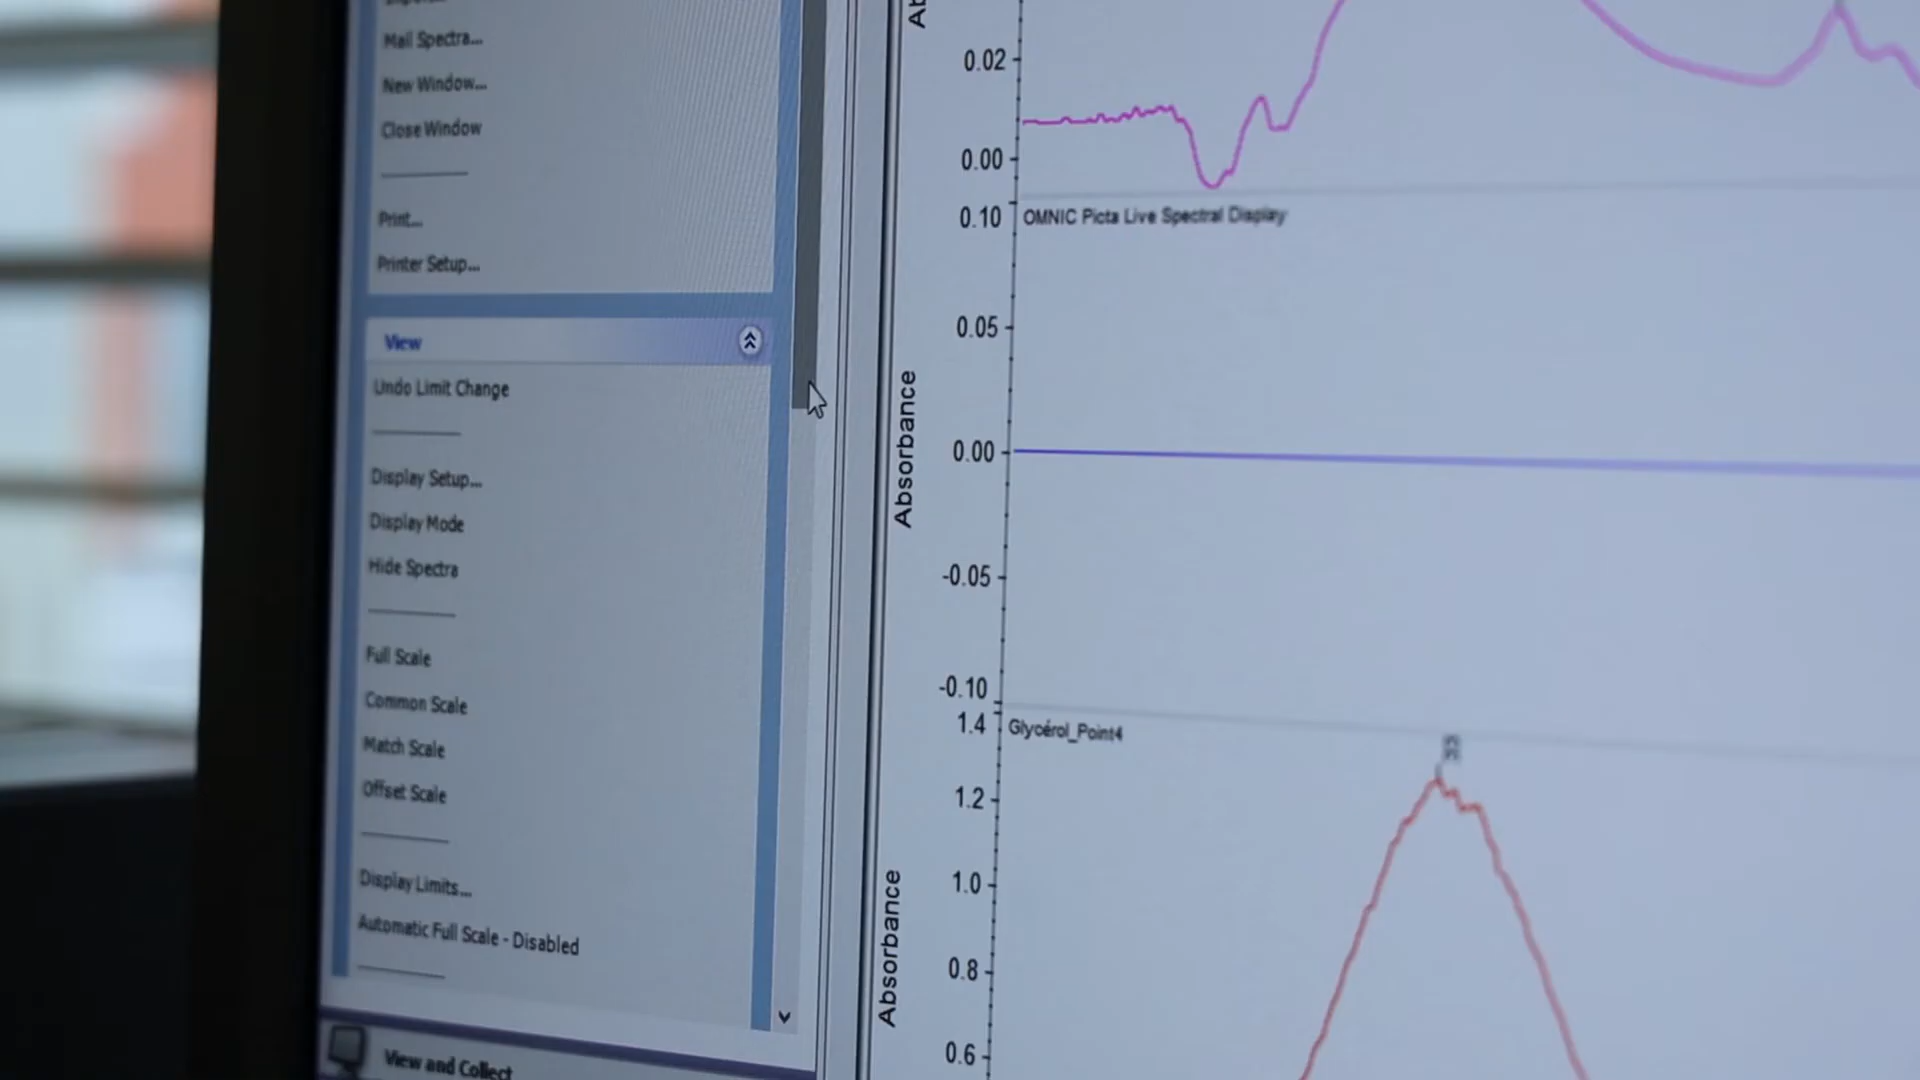 Mail Spectra...
New Window...
Close Window
Print...
Printer Setup...
View
Undo Limit Change
Display Setup...
Display Mode
Hide Spectra
Full Scale
Common Scale
Match Scale
Offset Scale
Display Limits...
Automatic Full Scale - Disabled
View and Collect
0.02
0.00
0.10
OMNIC Picta Live Spectral Display
0.05
Absorbance
0.00
-0.05
-0.10
1.4
Glycérol_Point4
1.2
1.0
Absorbance
0.8
0.6